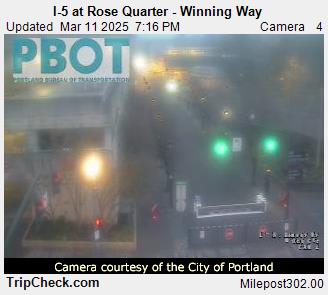 I-5 at Rose Quarter - Winning Way
Updated Mar 11 2025 7:16 PM Camera 4
PBOT
PORTLAND BUREAU OF TRANSPORTATION
Camera courtesy of the City of Portland
TripCheck.com Milepost302.00